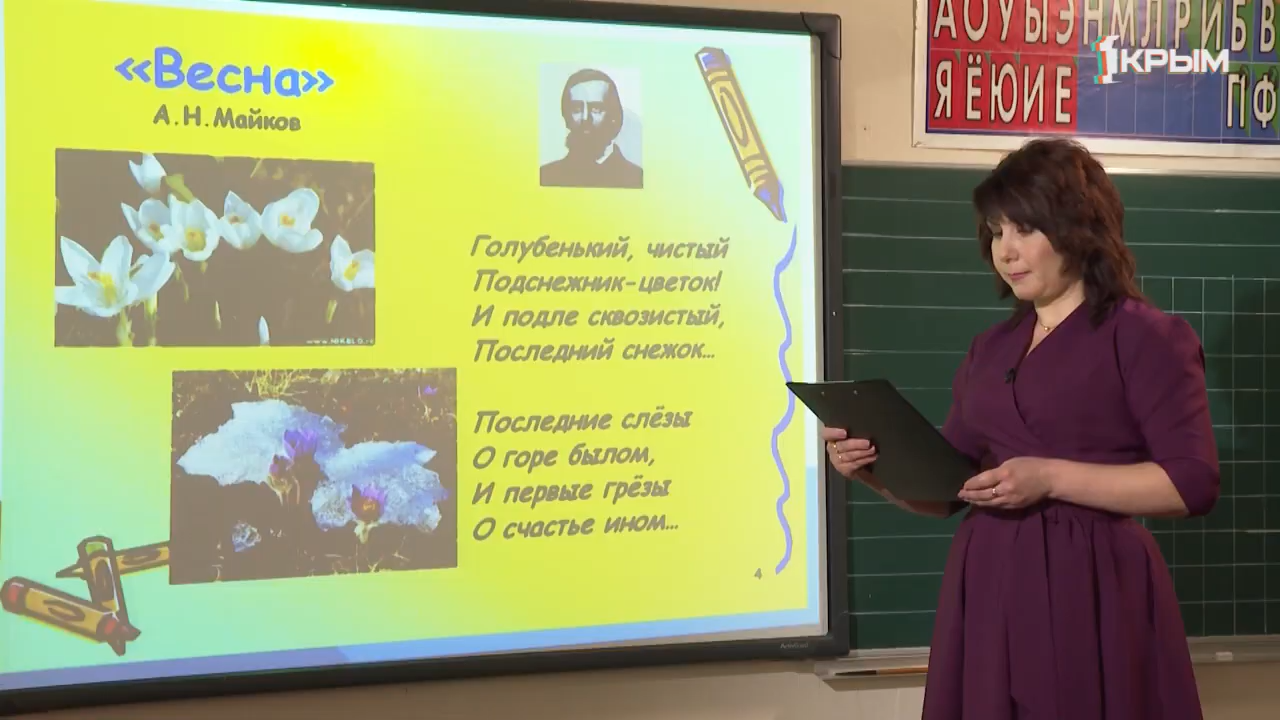 «Весна»
А.Н.Майков
Голубенький, чистый
Подснежник-цветок!
И подле сквозистый,
Последний снежок...
Последние слёзы
О горе былом,
И первые грёзы
О счастье ином...
4
АОУЫЭНМЛРИБВ
ЯЁЮИЕ ПФ
1КРЫМ